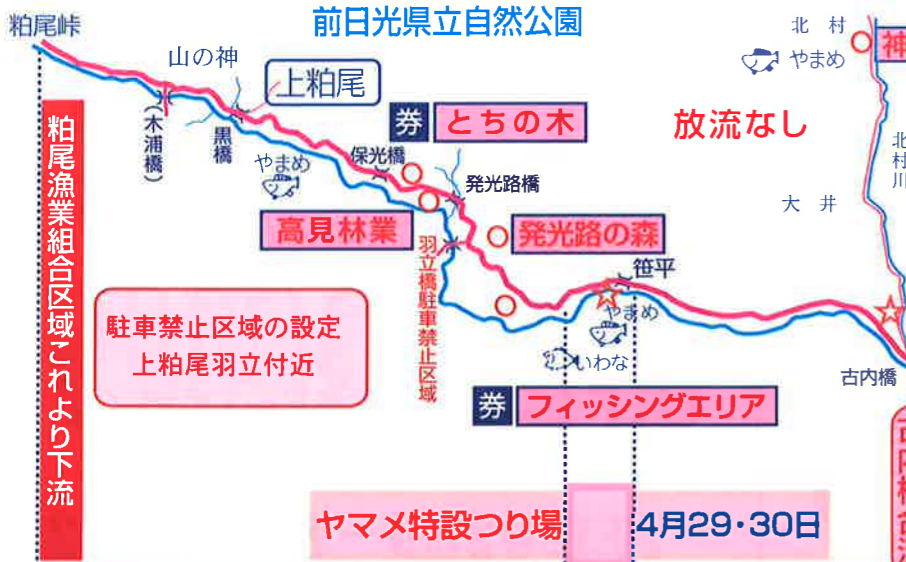 前日光県立自然公園
粕尾峠
山の神
上粕尾
(木浦橋)
黒橋
やまめ
保光橋
券 とちの木
発光路橋
高見林業
羽立橋駐車禁止区域
発光路の森
笹平
やまめ
いわな
券 フィッシングエリア
北村
やまめ
神
放流なし
北村川
大井
古内橋
粕尾漁業組合区域これより下流
駐車禁止区域の設定
上粕尾羽立付近
ヤマメ特設つり場
4月29・30日